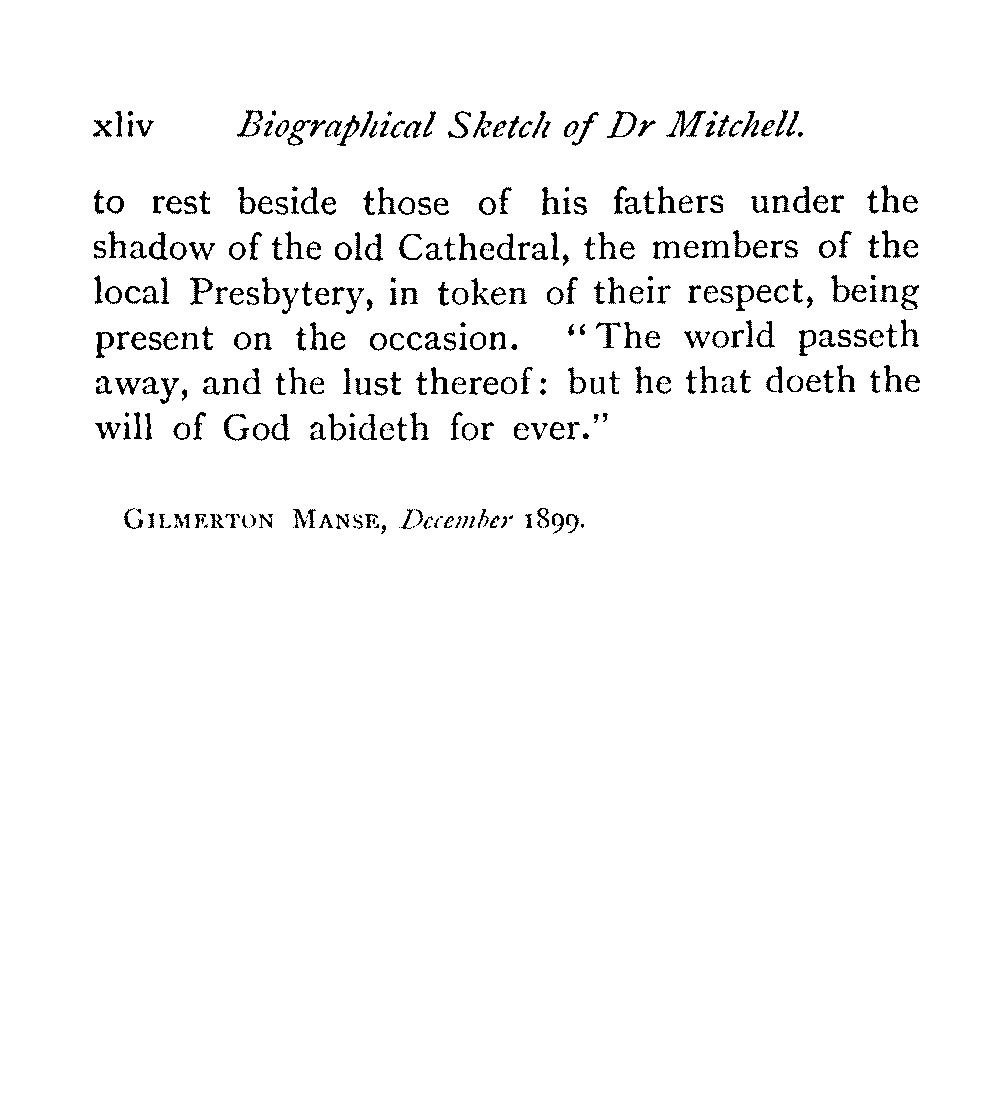 xliv Biographical Sketch of Dr Mitchell.
to rest beside those of his fathers under the
shadow of the old Cathedral, the members of the
local Presbytery, in token of their respect, being
present on the occasion. “The world passeth
away, and the lust thereof: but he that doeth the
will of God abideth for ever.”
GILMERTON MANSE, December 1899.